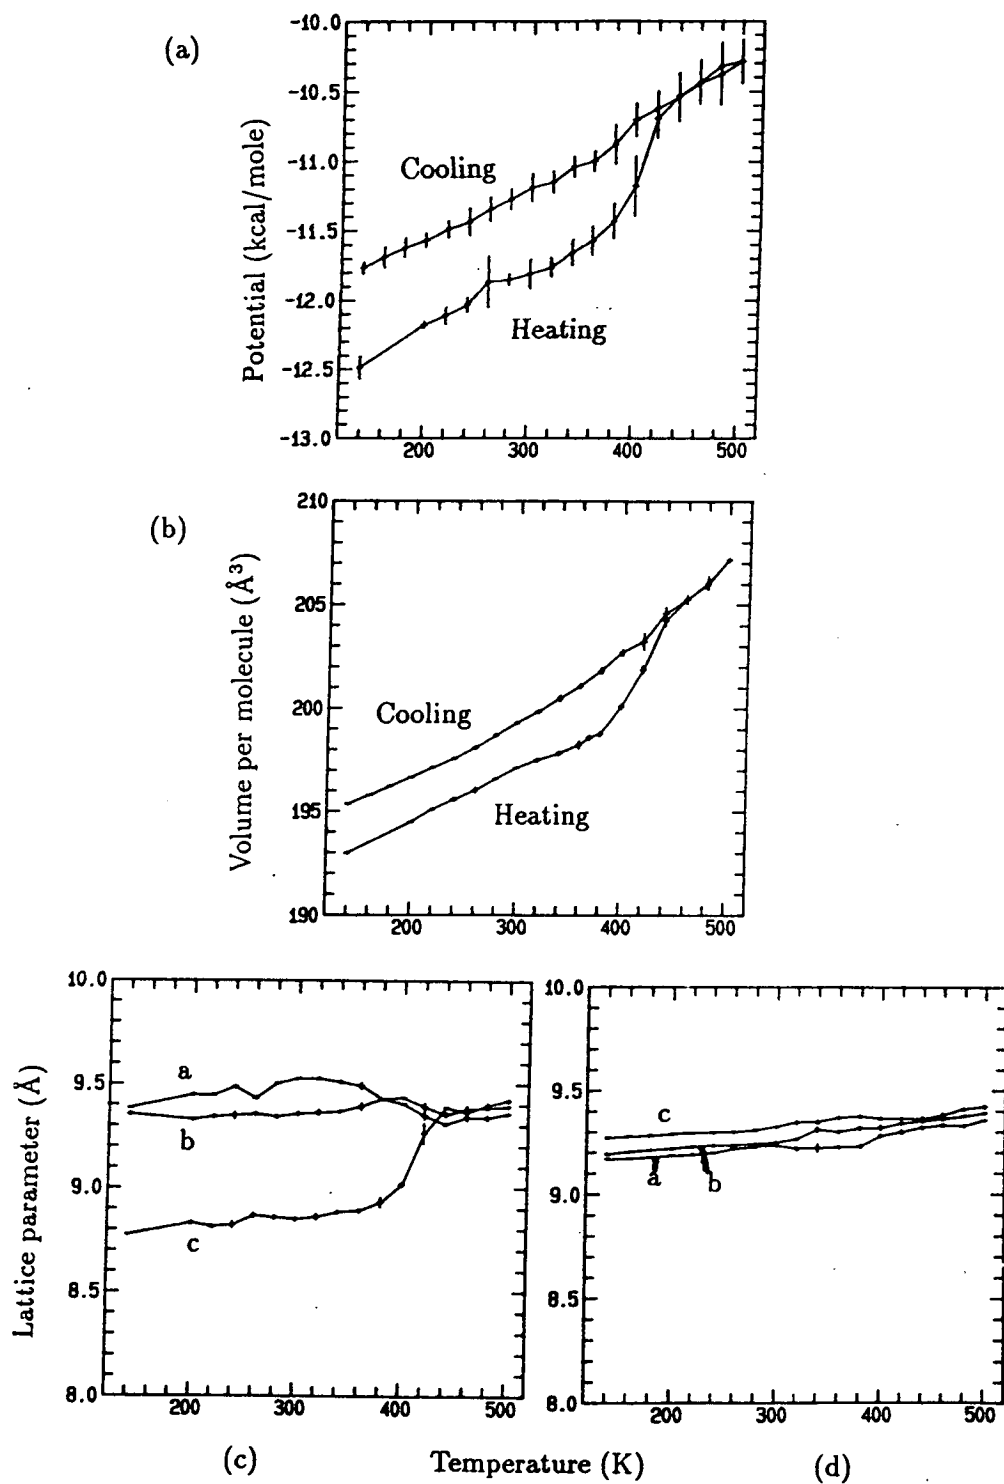 (a)
Potential (kcal/mole)
-10.0
-10.5
-11.0
-11.5
-12.0
-12.5
-13.0
Cooling
Heating
200 300 400 500
(b)
Volume per molecule (Å³)
210
205
200
195
190
Cooling
Heating
200 300 400 500
Lattice parameter (Å)
10.0
9.5
9.0
8.5
8.0
a
b
c
200 300 400 500
(c)
10.0
9.5
9.0
8.5
8.0
c
a
b
200 300 400 500
(d)
Temperature (K)